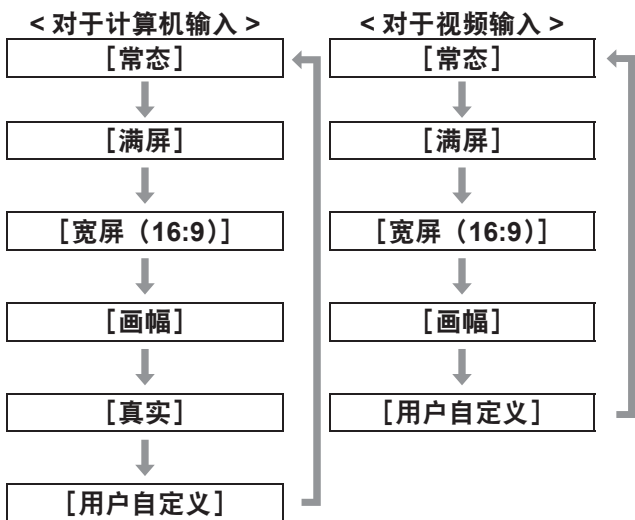 < 对于计算机输入 >
[常态]
[满屏]
[宽屏（16:9）]
[画幅]
[真实]
[用户自定义]
< 对于视频输入 >
[常态]
[满屏]
[宽屏（16:9）]
[画幅]
[用户自定义]